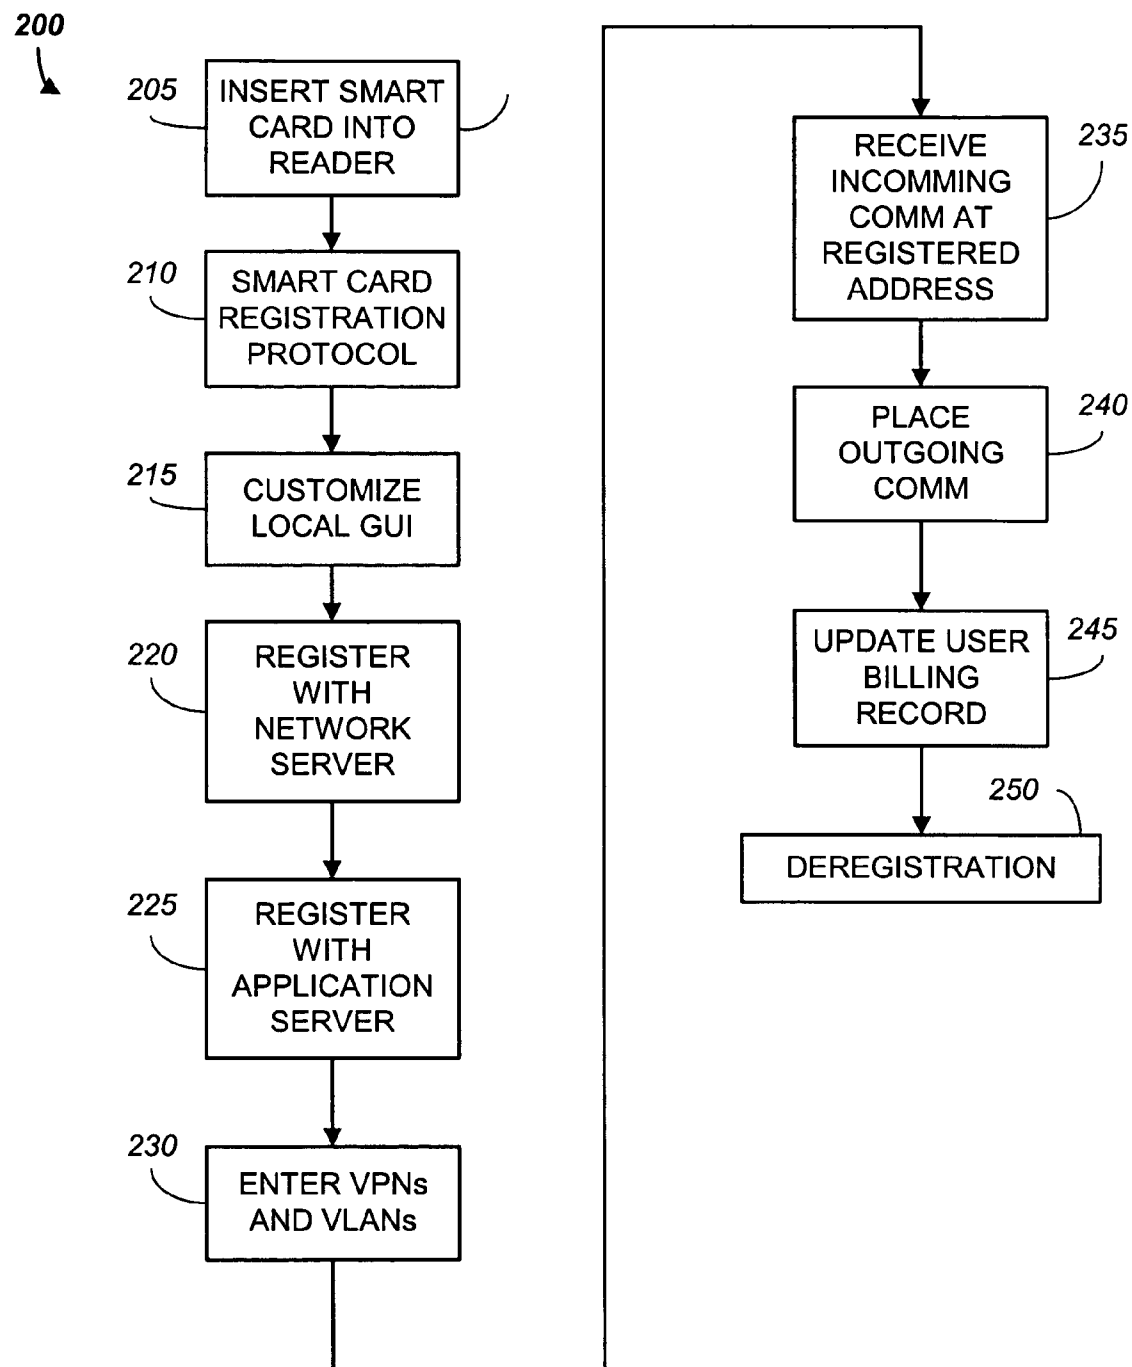 200
205
INSERT SMART
CARD INTO
READER
210
SMART CARD
REGISTRATION
PROTOCOL
215
CUSTOMIZE
LOCAL GUI
220
REGISTER
WITH
NETWORK
SERVER
225
REGISTER
WITH
APPLICATION
SERVER
230
ENTER VPNs
AND VLANs
235
RECEIVE
INCOMMING
COMM AT
REGISTERED
ADDRESS
240
PLACE
OUTGOING
COMM
245
UPDATE USER
BILLING
RECORD
250
DEREGISTRATION